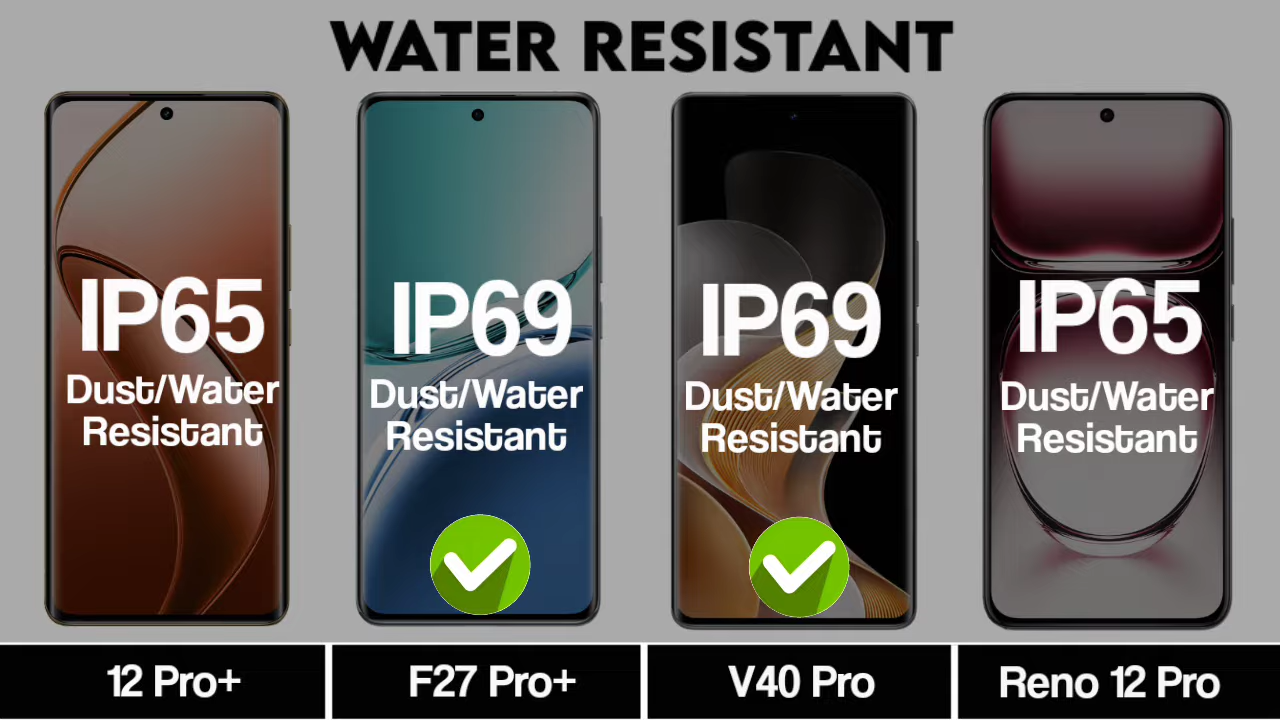 WATER RESISTANT
IP65
Dust/Water
Resistant
IP69
Dust/Water
Resistant
IP69
Dust/Water
Resistant
IP65
Dust/Water
Resistant
12 Pro+
F27 Pro+
V40 Pro
Reno 12 Pro